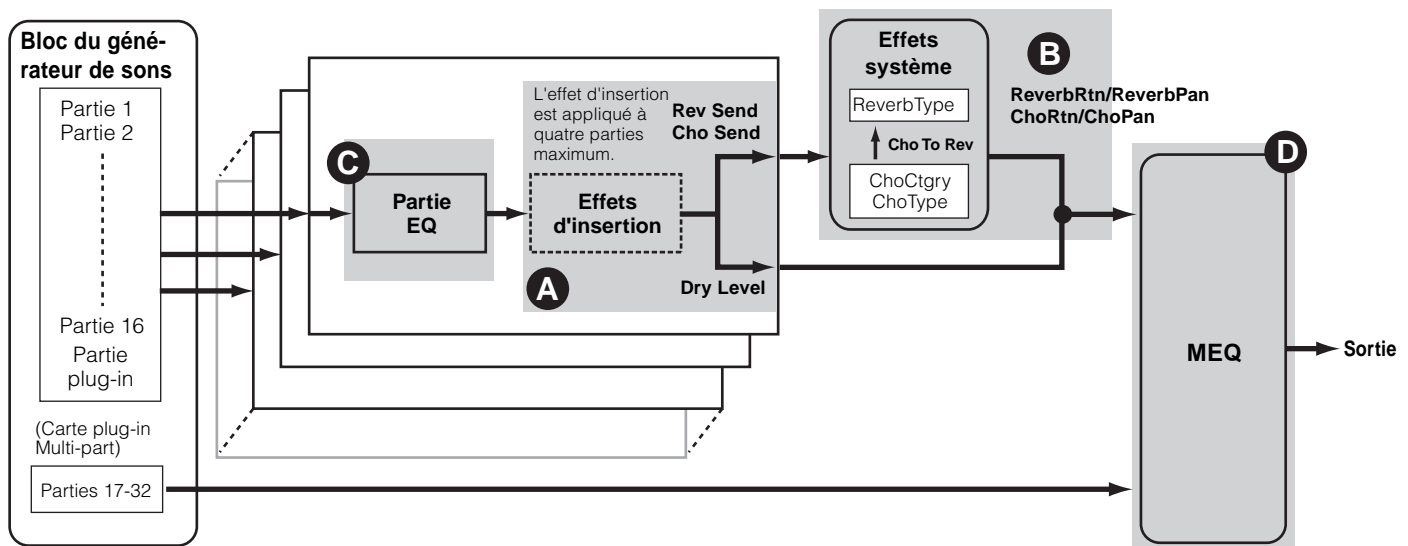 Bloc du géné-
rateur de sons
Partie 1
Partie 2
Partie 16
Partie
plug-in
(Carte plug-in
Multi-part)
Parties 17-32
C
Partie
EQ
L'effet d'insertion
est appliqué à
quatre parties
maximum.
Effets
d'insertion
A
Rev Send
Cho Send
Dry Level
Effets
système
ReverbType
Cho To Rev
ChoCtgry
ChoType
B
ReverbRtn/ReverbPan
ChoRtn/ChoPan
D
MEQ
Sortie